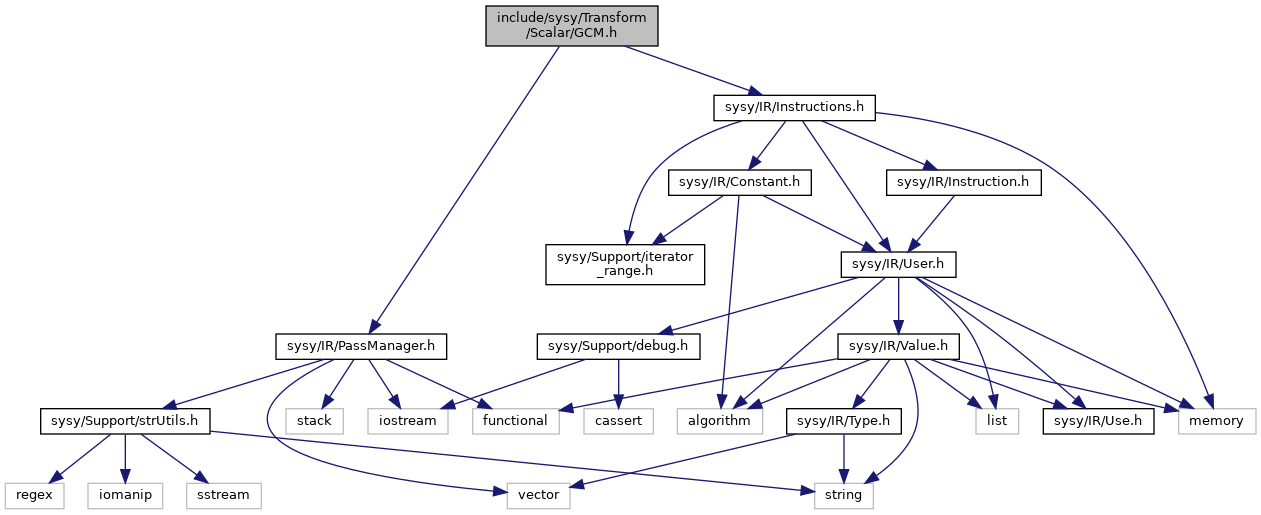 include/sysy/Transform
/Scalar/GCM.h
sysy/IR/Instructions.h
sysy/IR/Constant.h
sysy/IR/Instruction.h
sysy/Support/iterator
_range.h
sysy/IR/User.h
sysy/IR/PassManager.h
sysy/Support/debug.h
sysy/IR/Value.h
sysy/Support/strUtils.h
stack
iostream
functional
cassert
algorithm
sysy/IR/Type.h
list
sysy/IR/Use.h
memory
regex
iomanip
sstream
vector
string